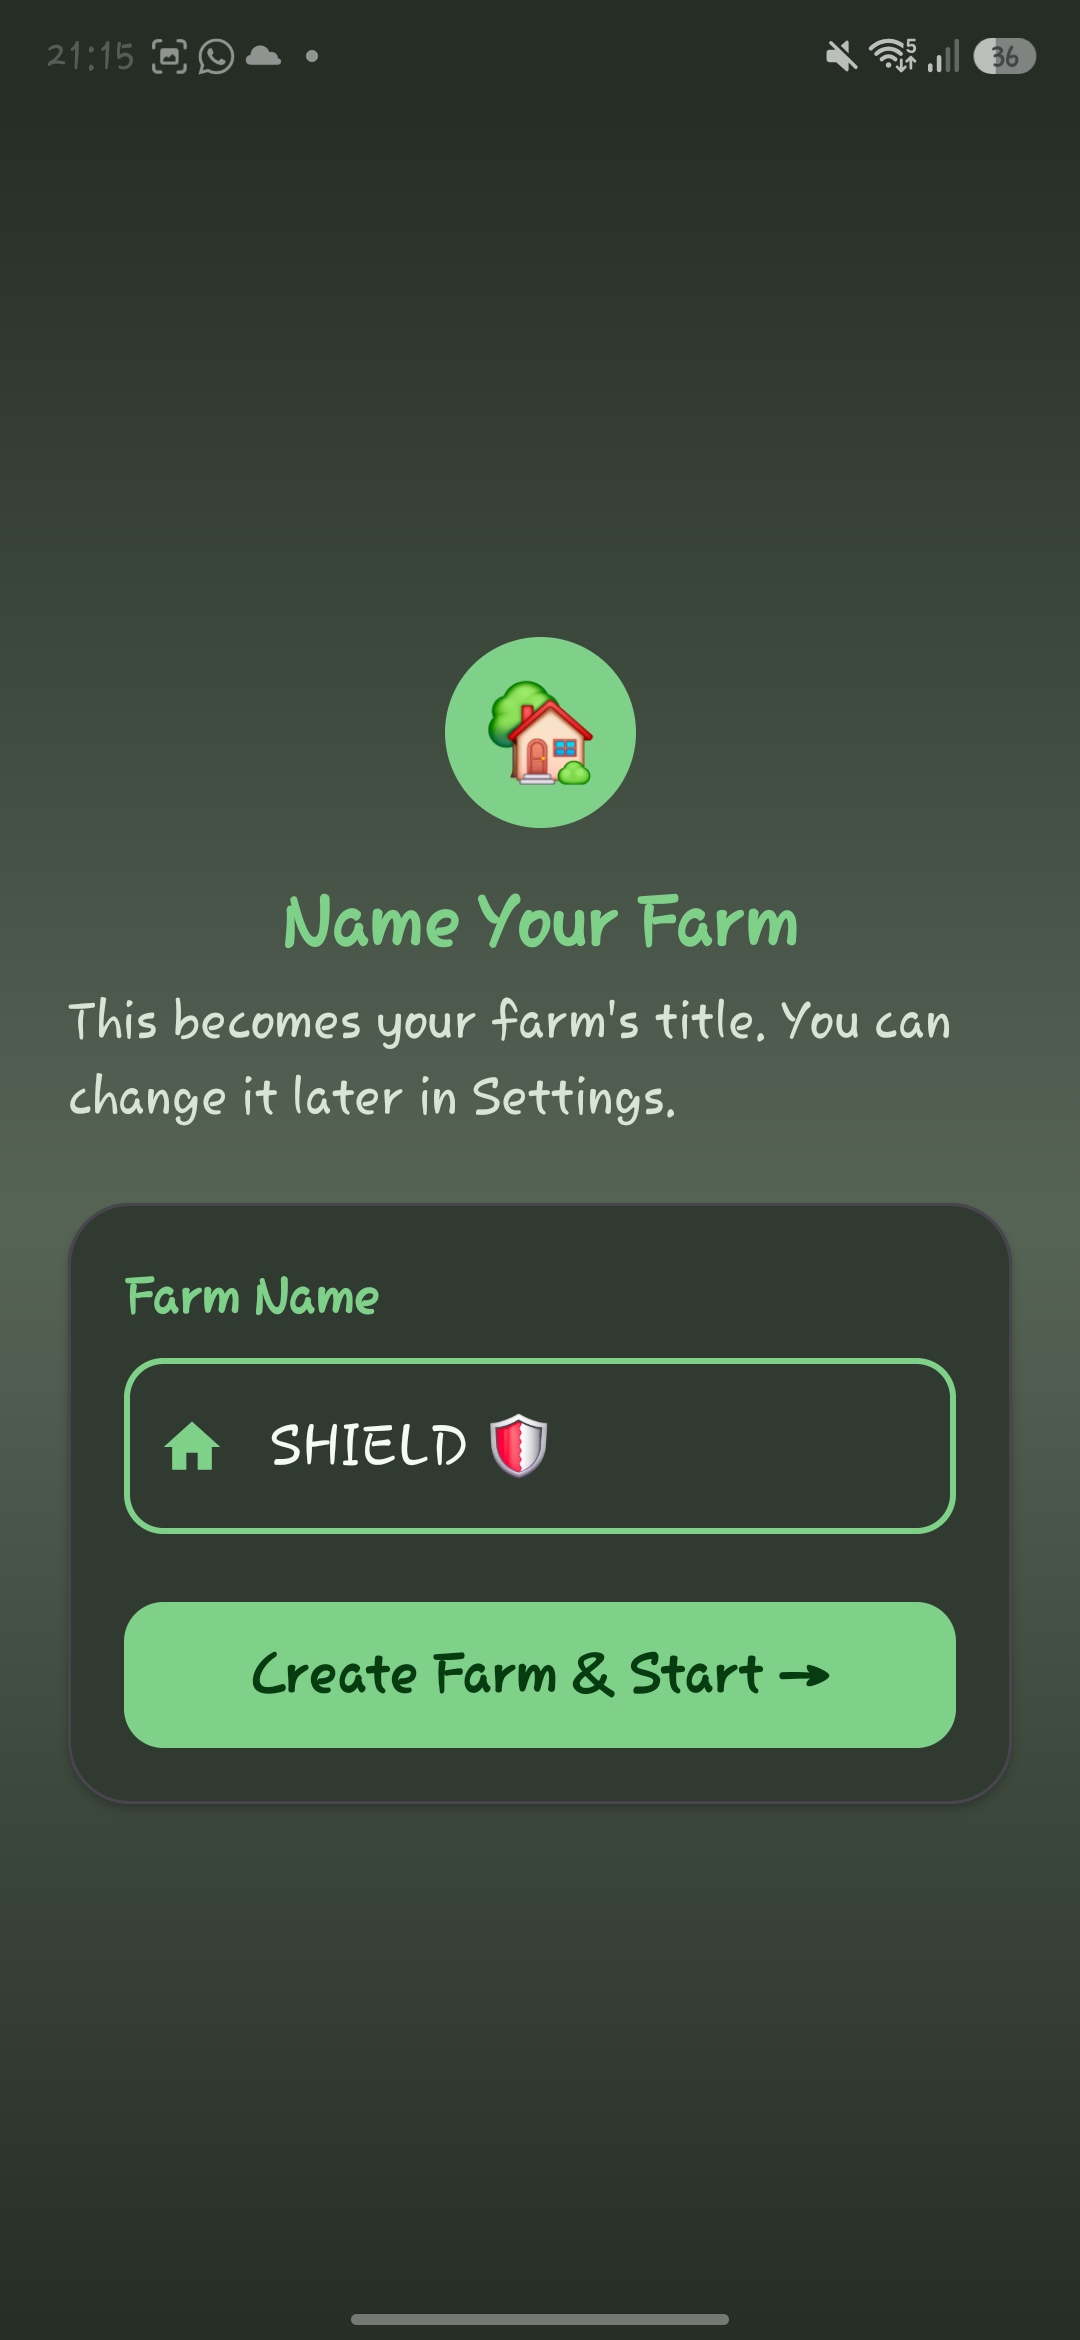 21:15
5
36
Name Your Farm
This becomes your farm's title. You can
change it later in Settings.
Farm Name
SHIELD 🛡️
Create Farm & Start →